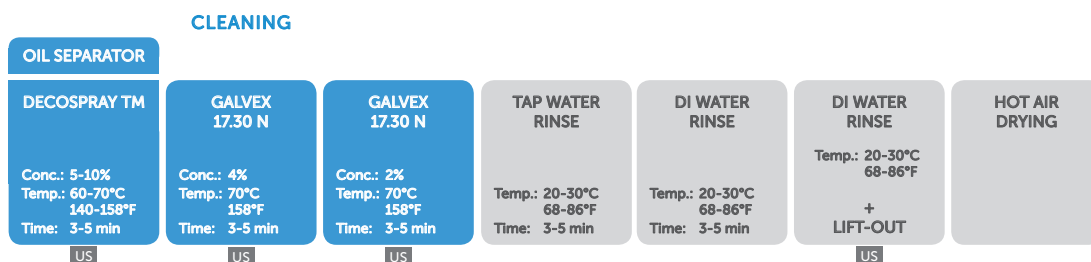 CLEANING
OIL SEPARATOR
DECOSPRAY TM
Conc.: 5-10%
Temp.: 60-70°C
140-158°F
Time: 3-5 min
US
GALVEX
17.30 N
Conc.: 4%
Temp.: 70°C
158°F
Time: 3-5 min
US
GALVEX
17.30 N
Conc.: 2%
Temp.: 70°C
158°F
Time: 3-5 min
US
TAP WATER
RINSE
Temp.: 20-30°C
68-86°F
Time: 3-5 min
DI WATER
RINSE
Temp.: 20-30°C
68-86°F
Time: 3-5 min
DI WATER
RINSE
Temp.: 20-30°C
68-86°F
+
LIFT-OUT
US
HOT AIR
DRYING